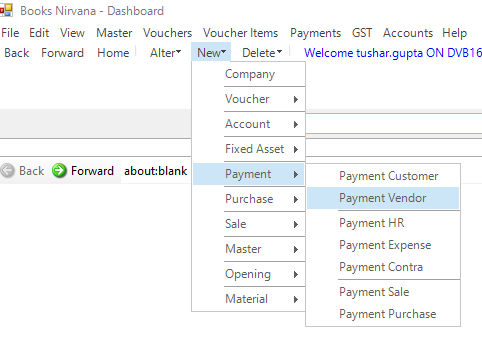 Books Nirvana - Dashboard
File Edit View Master Vouchers Voucher Items Payments GST Accounts Help
Back Forward Home Alter New Delete Welcome tushar.gupta ON DVB16
Company
Voucher
Account
Fixed Asset
Back Forward about:blank Payment Payment Customer
Purchase Payment Vendor
Sale Payment HR
Master Payment Expense
Opening Payment Contra
Material Payment Sale
Payment Purchase